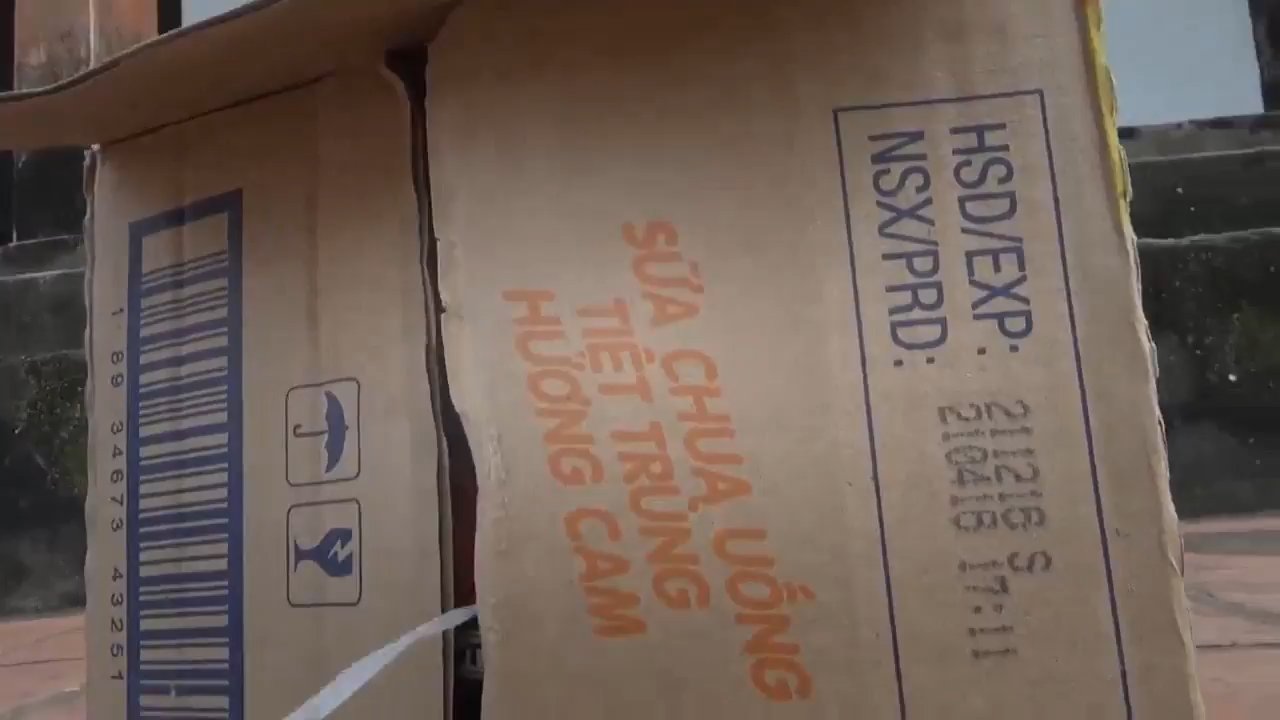 HSD/EXP: 211216 S
NSX/PRD: 210416 17:11
SỮA CHUA UỐNG
TIỆT TRÙNG
HƯƠNG CAM
1 89 34673 43251